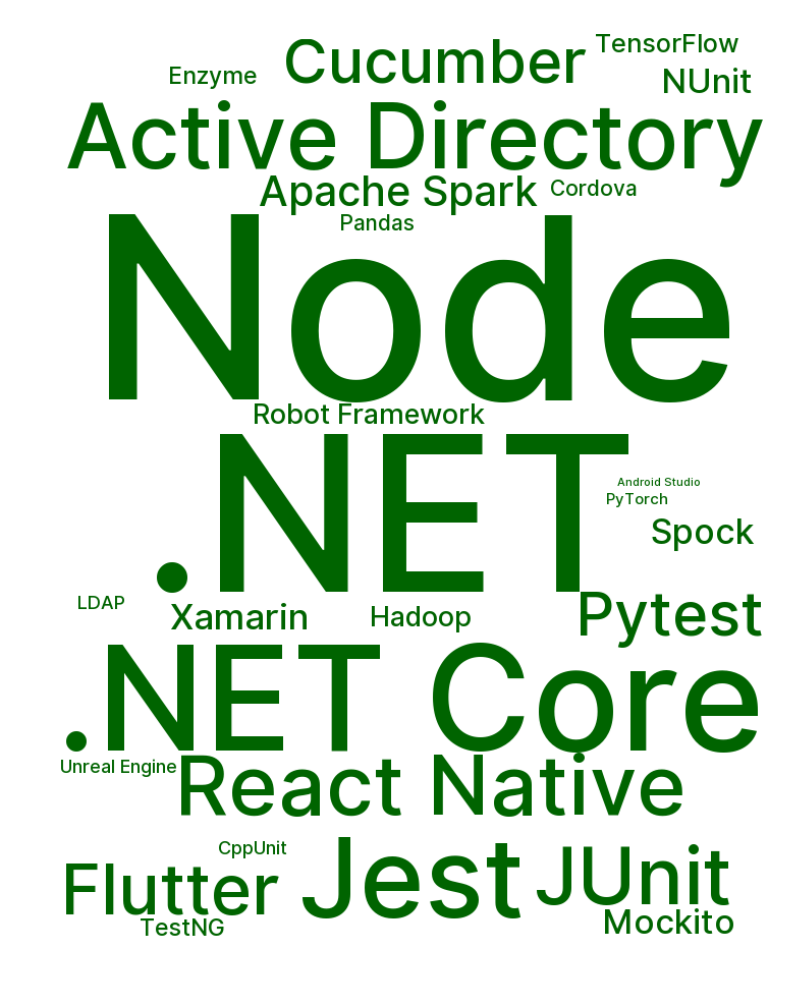 TensorFlow
Cucumber
Enzyme
NUnit
Active Directory
Apache Spark
Cordova
Pandas
Node
Robot Framework
.NET
Android Studio
PyTorch
Spock
LDAP
Xamarin
Hadoop
Pytest
.NET Core
Unreal Engine
React Native
CppUnit
Flutter
Jest
JUnit
TestNG
Mockito